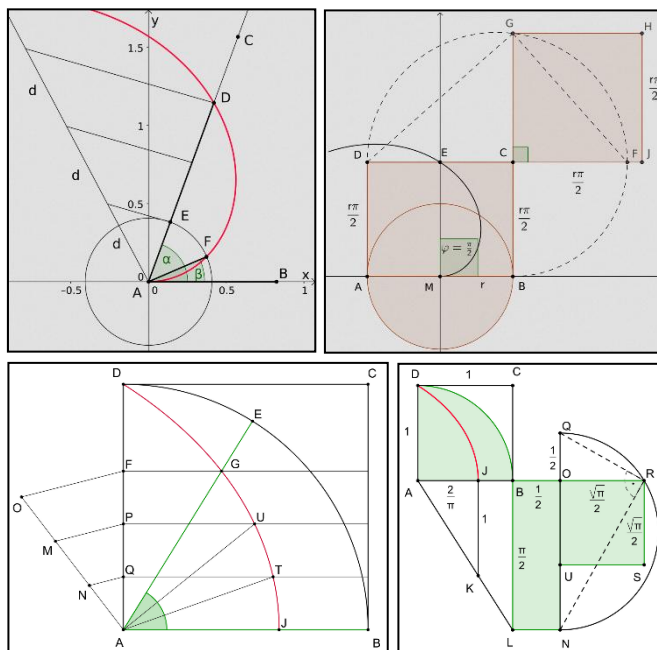 y
1.5
C
d
D
1
d
0.5
E
d
F
α
β
0
A
B
x
−0.5
0
0.5
1
G
H
rπ/2
D
E
C
F
J
rπ/2
rπ/2
rπ/2
φ = π/2
r
A
M
B
D
C
E
F
G
O
P
U
M
Q
T
N
A
J
B
D
1
C
1
Q
1/2
J
O
R
A
2/π
B
1/2
√π/2
1
π/2
√π/2
K
U
S
L
N